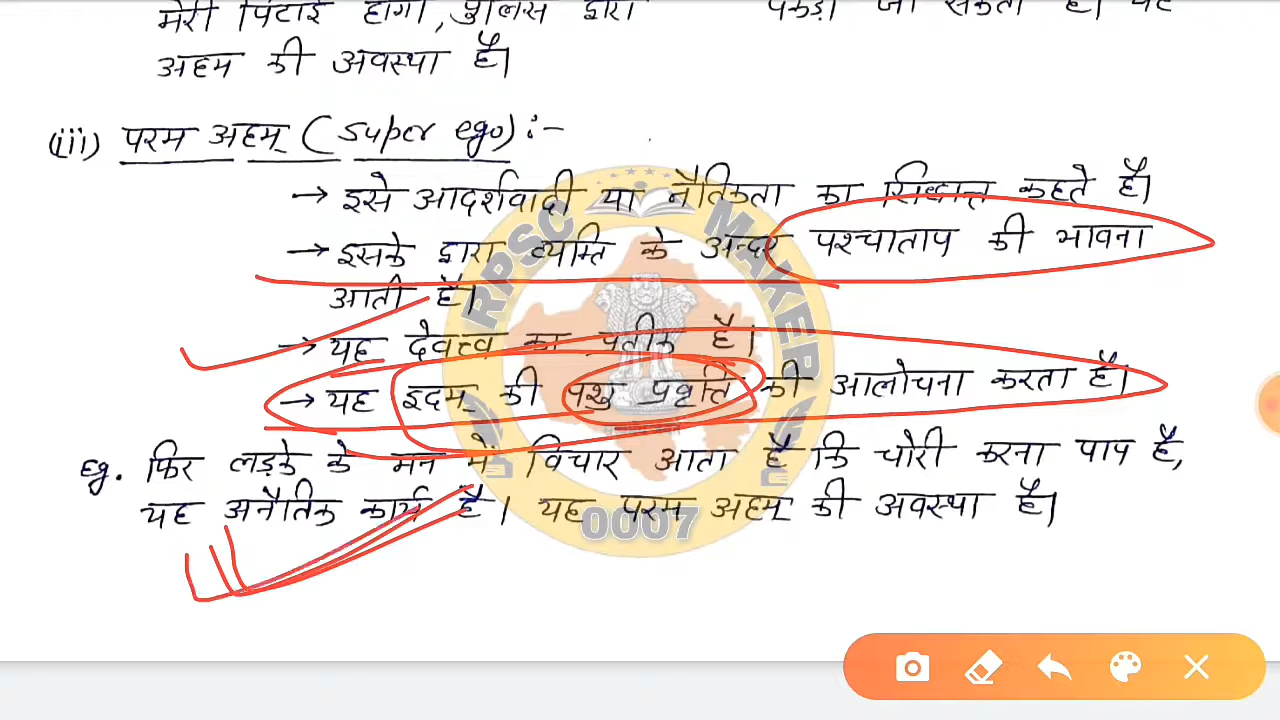 मेरी पिटाई होगी, पुलिस द्वारा पकड़ा जा सकता है। यह
अहम की अवस्था है।
(iii) परम अहम् (Super ego) :-
→ इसे आदर्शवादी या नैतिकता का सिद्धान्त कहते है।
→ इसके द्वारा व्यक्ति के अन्दर पश्चाताप की भावना
आती है।
→ यह देवत्त्व का प्रतीक है।
→ यह इदम् की पशु प्रवृत्ति की आलोचना करता है।
Eg. फिर लड़के के मन में विचार आता है कि चोरी करना पाप है,
यह अनैतिक कार्य है। यह परम अहम् की अवस्था है।
RPSC MAKER
0007